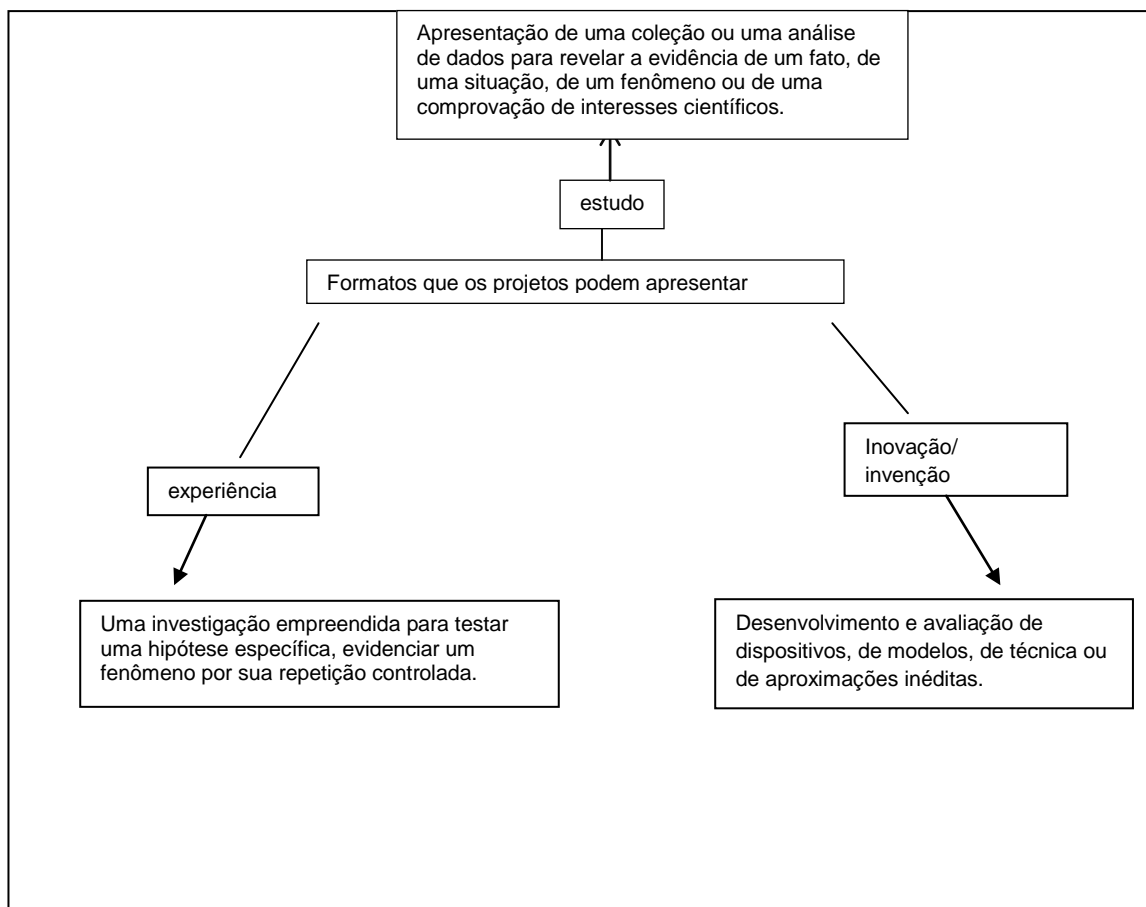 Apresentação de uma coleção ou uma análise
de dados para revelar a evidência de um fato, de
uma situação, de um fenômeno ou de uma
comprovação de interesses científicos.
estudo
Formatos que os projetos podem apresentar
experiência
Inovação/
invenção
Uma investigação empreendida para testar
uma hipótese específica, evidenciar um
fenômeno por sua repetição controlada.
Desenvolvimento e avaliação de
dispositivos, de modelos, de técnica ou
de aproximações inéditas.